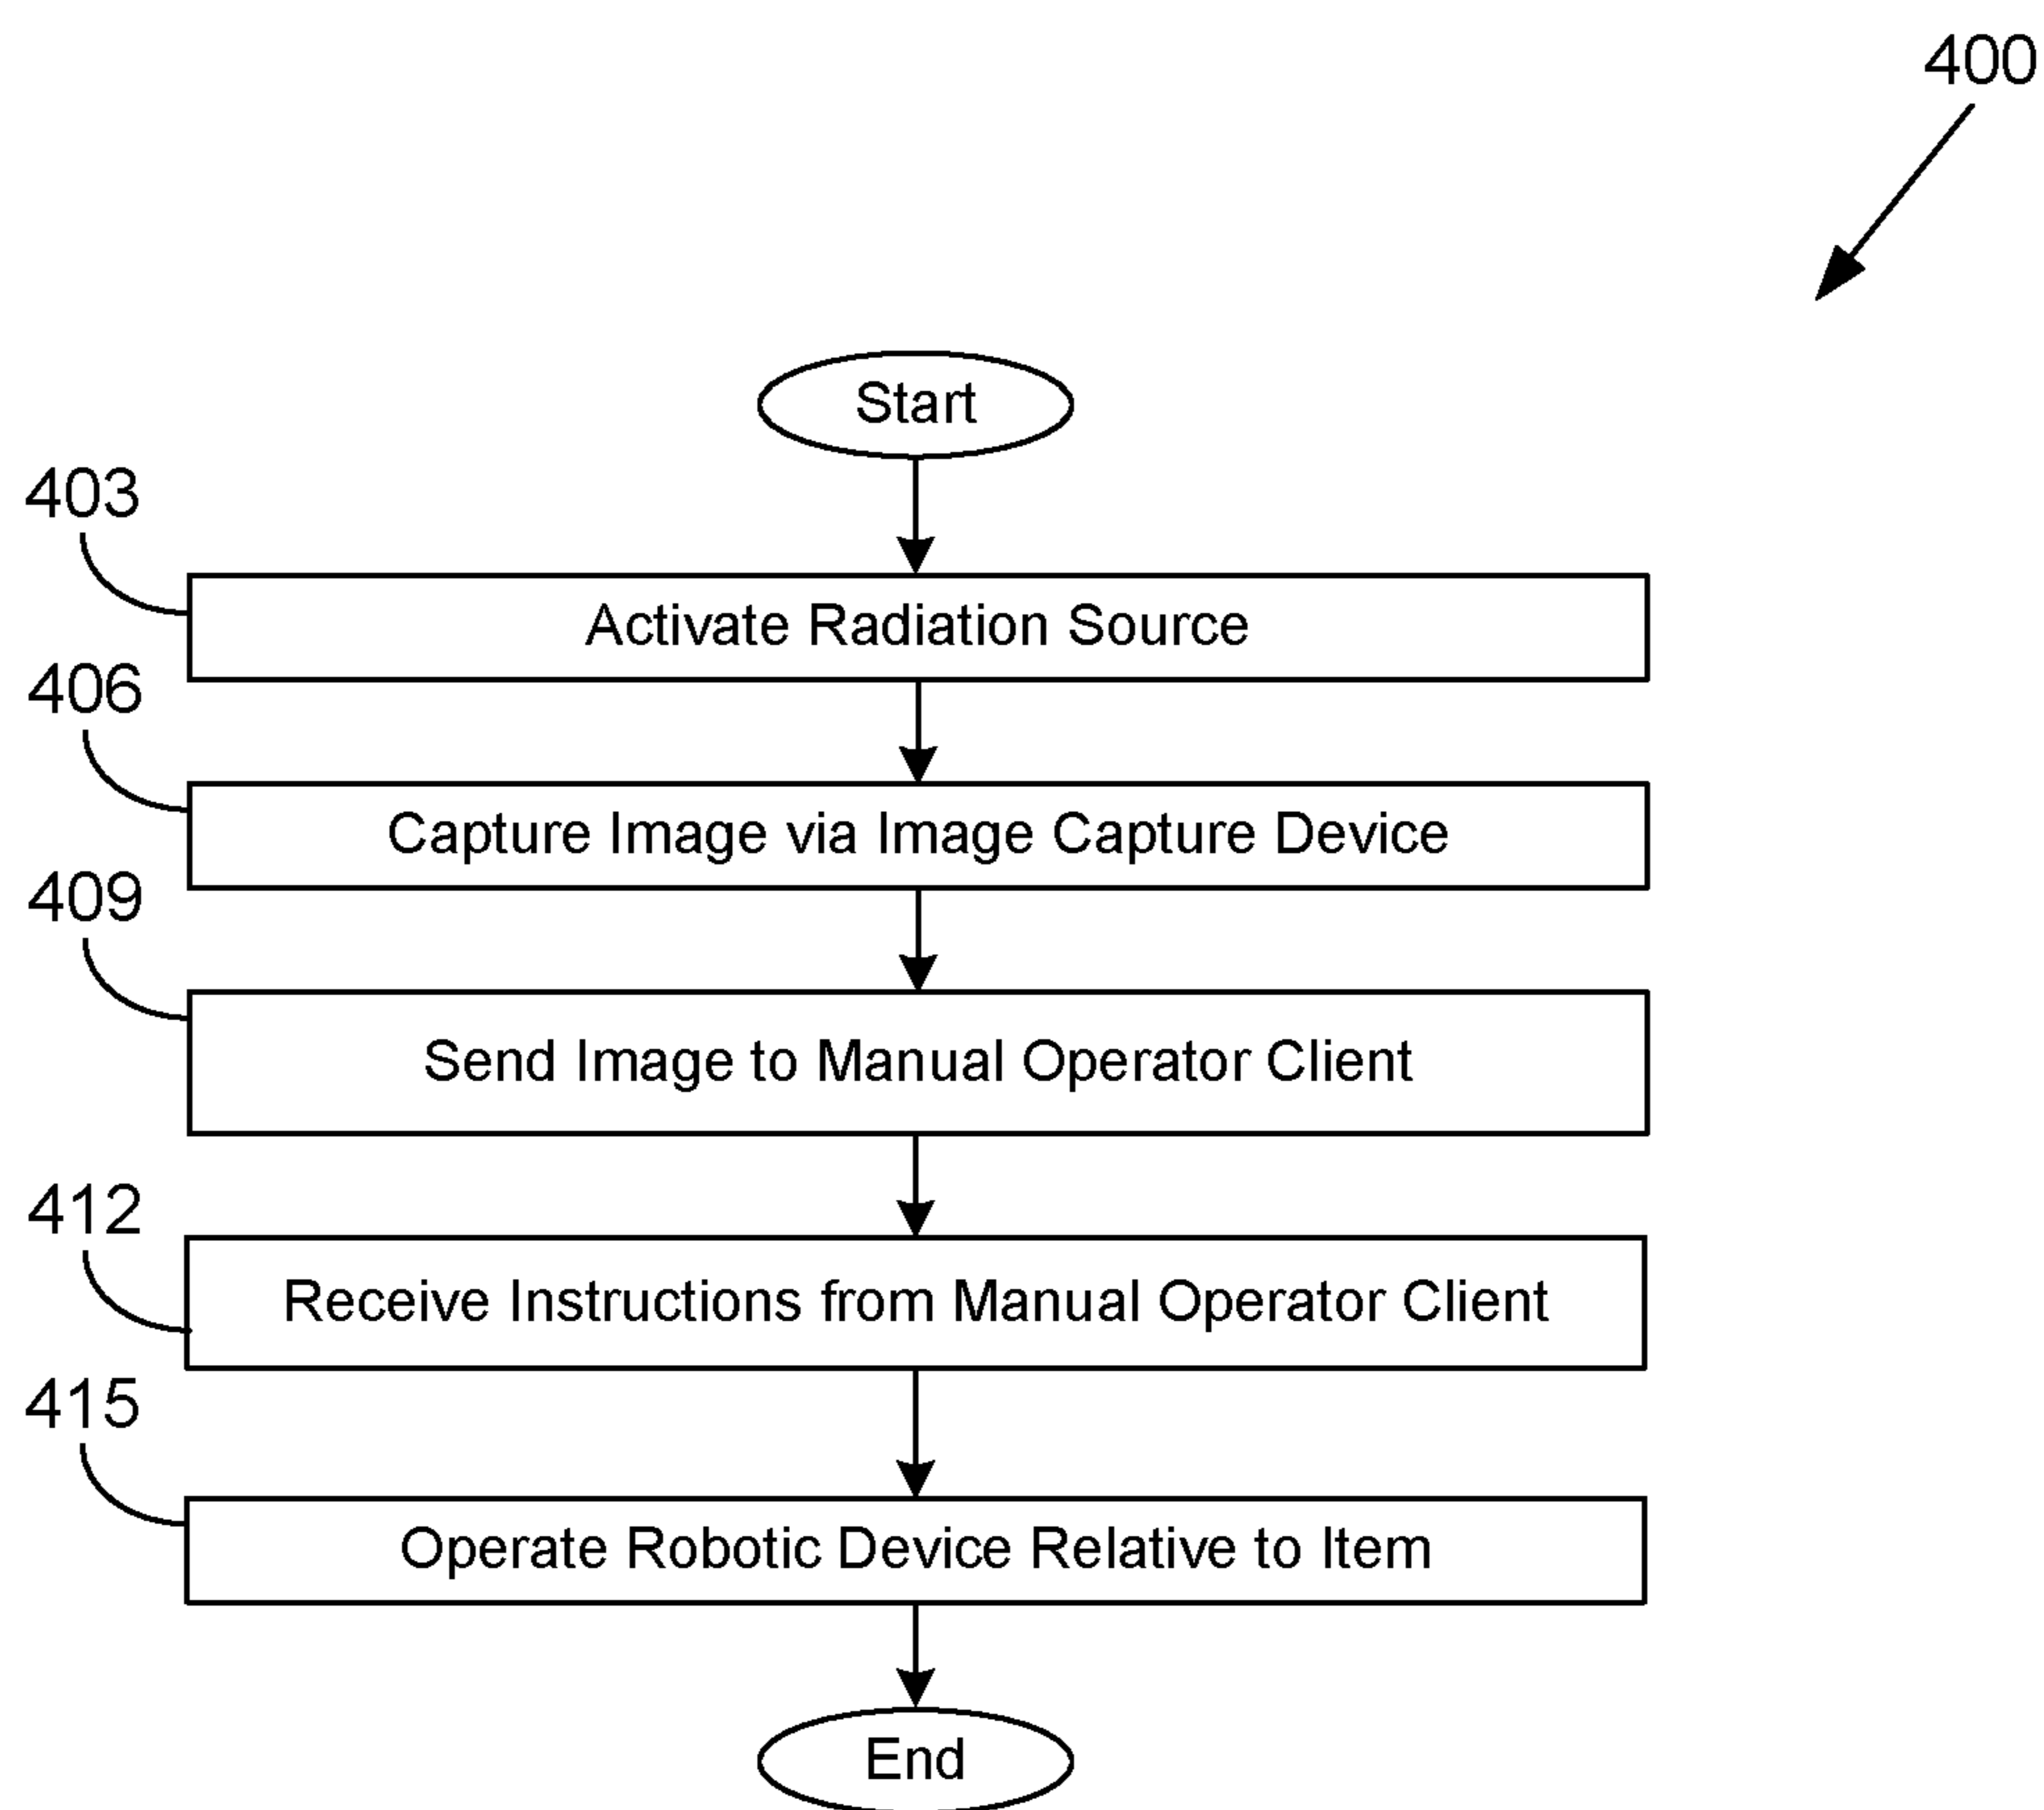 400
Start
403
Activate Radiation Source
406
Capture Image via Image Capture Device
409
Send Image to Manual Operator Client
412
Receive Instructions from Manual Operator Client
415
Operate Robotic Device Relative to Item
End